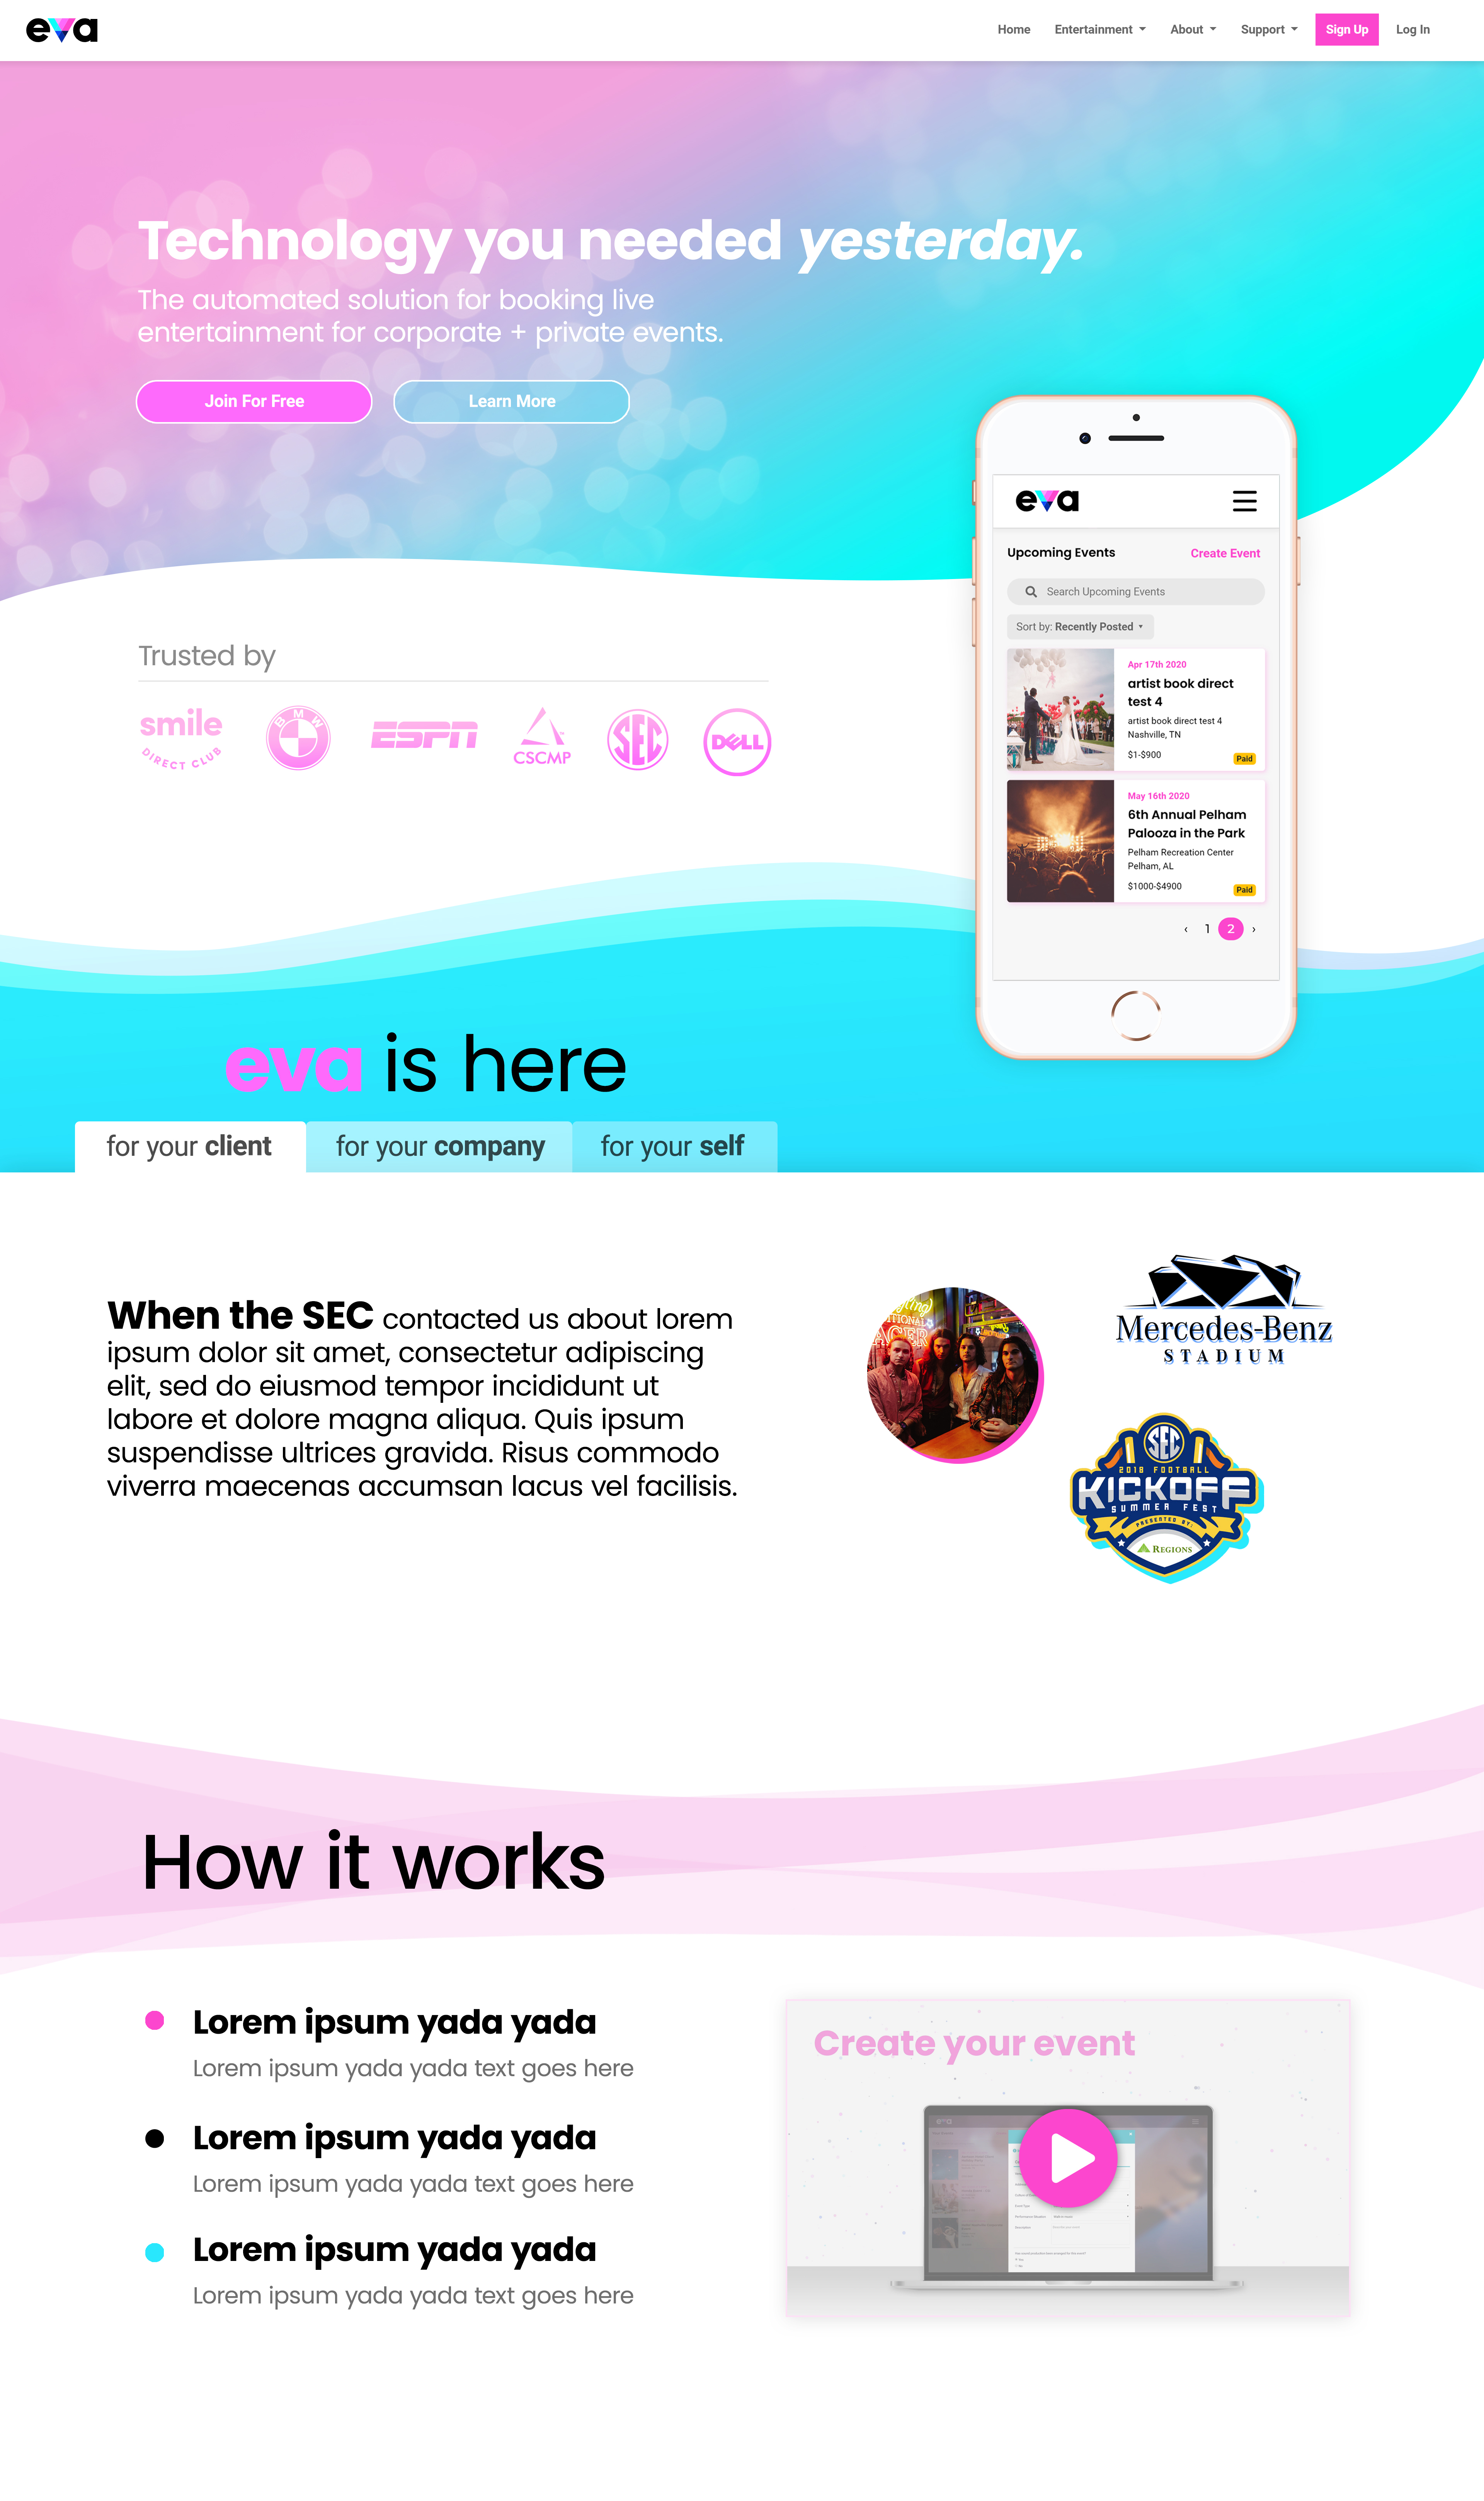 eva
Home Entertainment About Support Sign Up Log In
Technology you needed yesterday.
The automated solution for booking live
entertainment for corporate + private events.
Join For Free Learn More
Trusted by
smile
DIRECT CLUB
BMW
ESPN
CSCMP
SEC
DELL
eva
Upcoming Events Create Event
Search Upcoming Events
Sort by: Recently Posted
Apr 17th 2020
artist book direct
test 4
artist book direct test 4
Nashville, TN
$1-$900
Paid
May 16th 2020
6th Annual Pelham
Palooza in the Park
Pelham Recreation Center
Pelham, AL
$1000-$4900
Paid
‹ 1 2 ›
eva is here
for your client for your company for your self
When the SEC contacted us about lorem
ipsum dolor sit amet, consectetur adipiscing
elit, sed do eiusmod tempor incididunt ut
labore et dolore magna aliqua. Quis ipsum
suspendisse ultrices gravida. Risus commodo
viverra maecenas accumsan lacus vel facilisis.
Mercedes-Benz
STADIUM
SEC
2018 FOOTBALL
KICKOFF
SUMMER FEST
PRESENTED BY:
REGIONS
How it works
Lorem ipsum yada yada
Lorem ipsum yada yada text goes here
Lorem ipsum yada yada
Lorem ipsum yada yada text goes here
Lorem ipsum yada yada
Lorem ipsum yada yada text goes here
Create your event